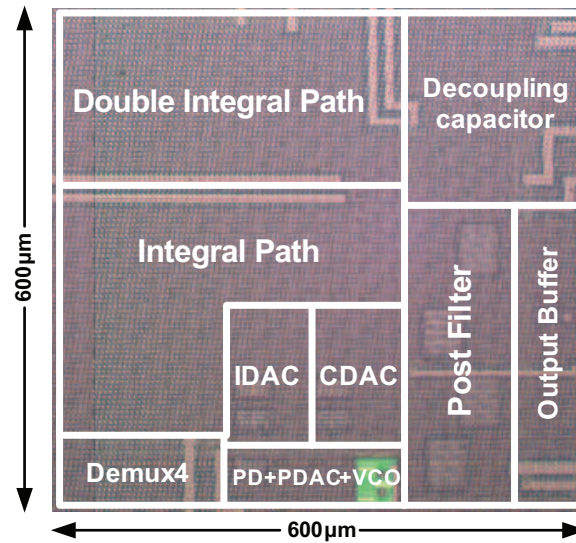 Double Integral Path
Decoupling
capacitor
Integral Path
IDAC
CDAC
Post Filter
Output Buffer
Demux4
PD+PDAC+VCO
600µm
600µm